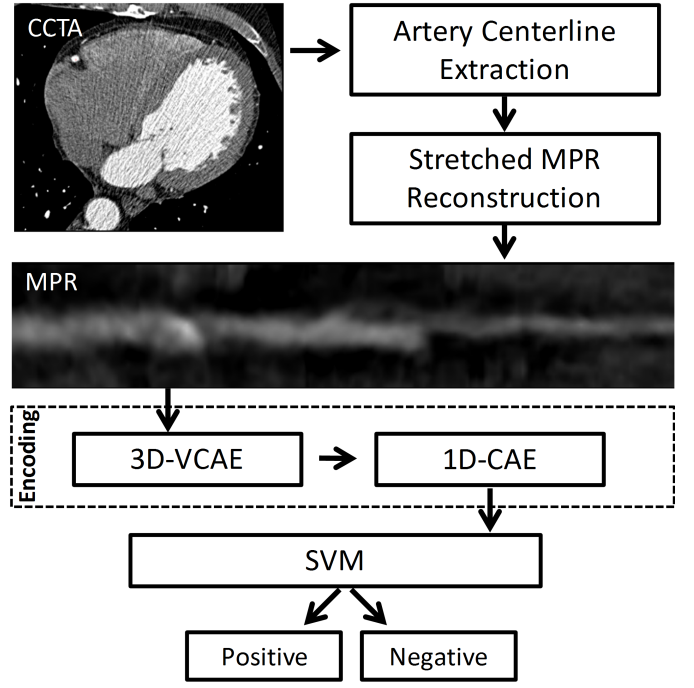 CCTA
Artery Centerline
Extraction
Stretched MPR
Reconstruction
MPR
Encoding
3D-VCAE
1D-CAE
SVM
Positive
Negative